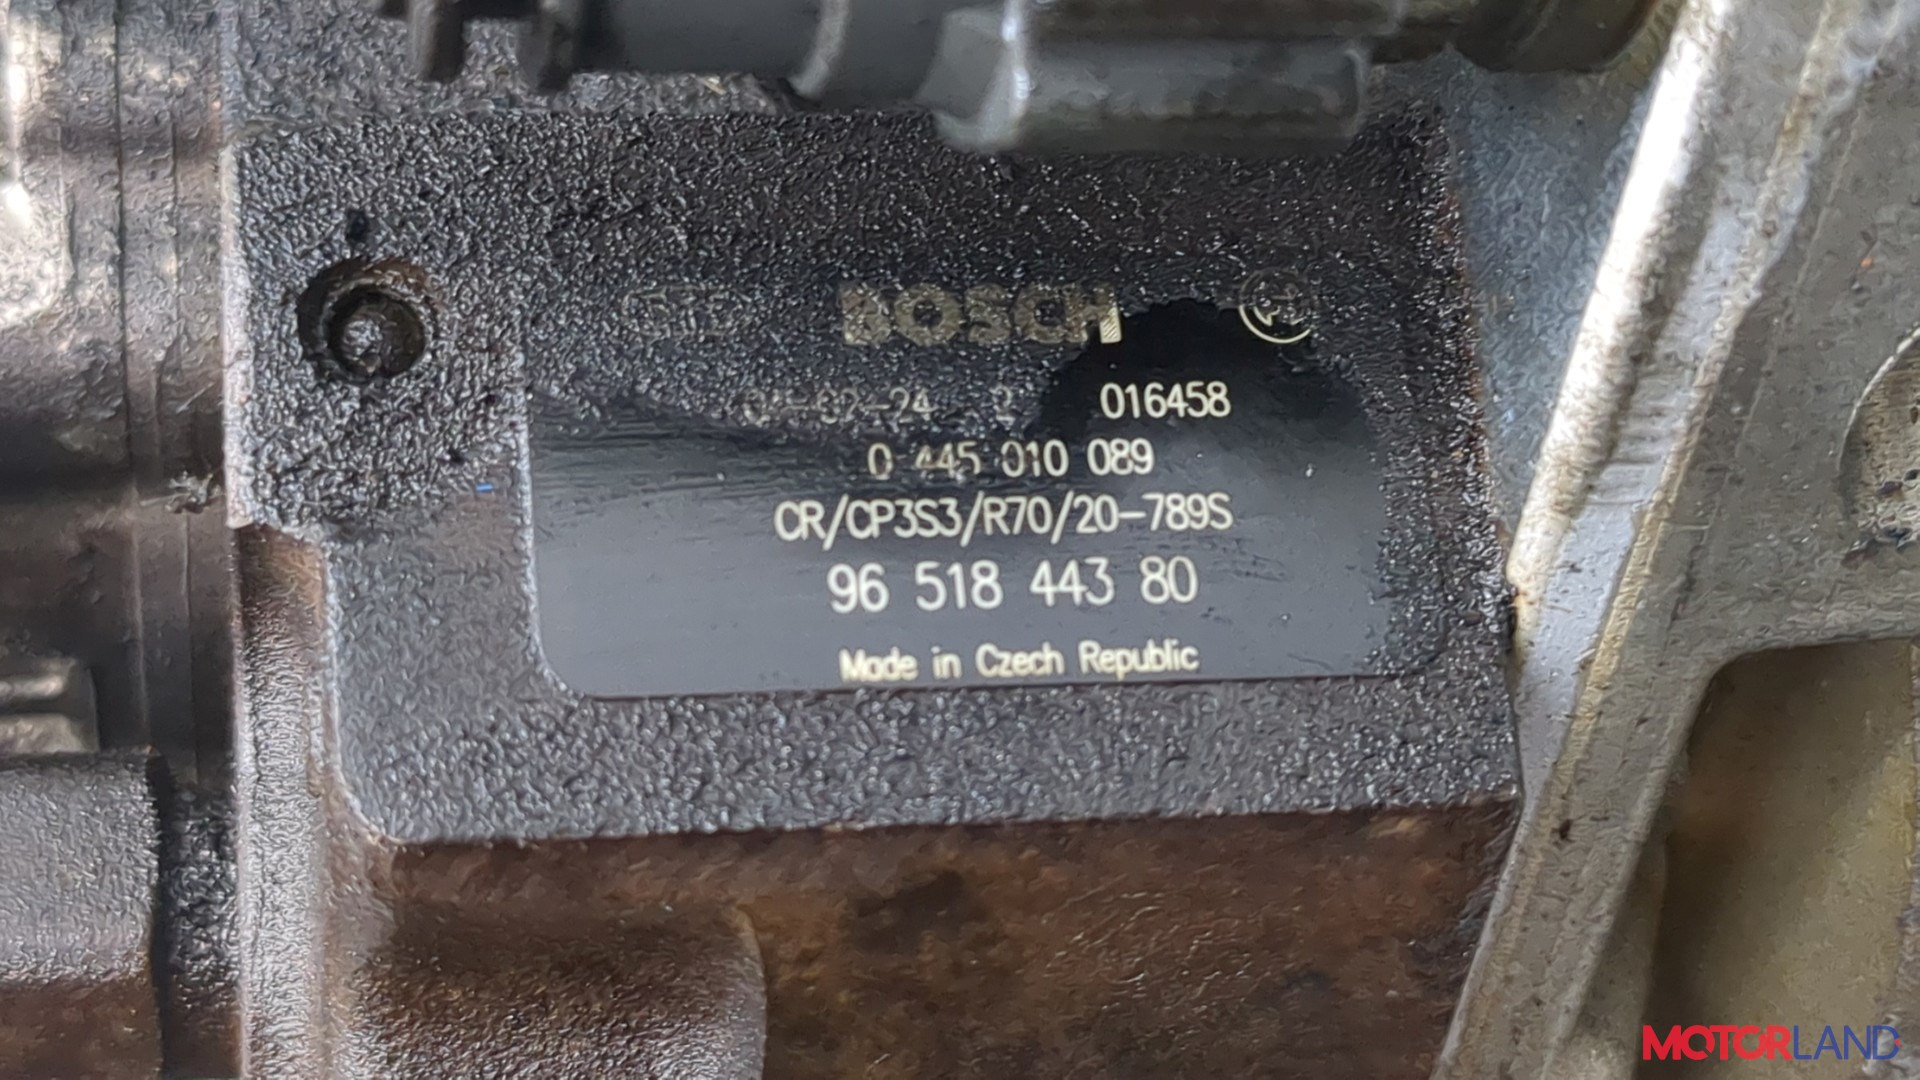 BOSCH
016458
0 445 010 089
CR/CP3S3/R70/20-789S
96 518 443 80
Made in Czech Republic
MOTORLAND